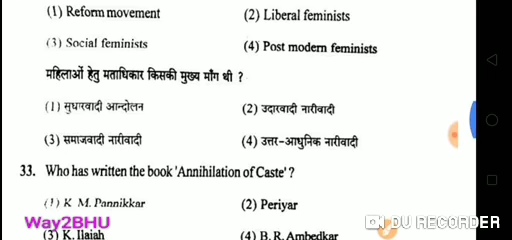 (1) Reform movement (2) Liberal feminists
(3) Social feminists (4) Post modern feminists
महिलाओं हेतु मताधिकार किसकी मुख्य माँग थी ?
(1) सुधारवादी आन्दोलन (2) उदारवादी नारीवादी
(3) समाजवादी नारीवादी (4) उत्तर-आधुनिक नारीवादी
33. Who has written the book 'Annihilation of Caste' ?
(1) K M. Pannikkar (2) Periyar
Way2BHU DU RECORDER
(3) K. Ilaiah (4) B. R. Ambedkar